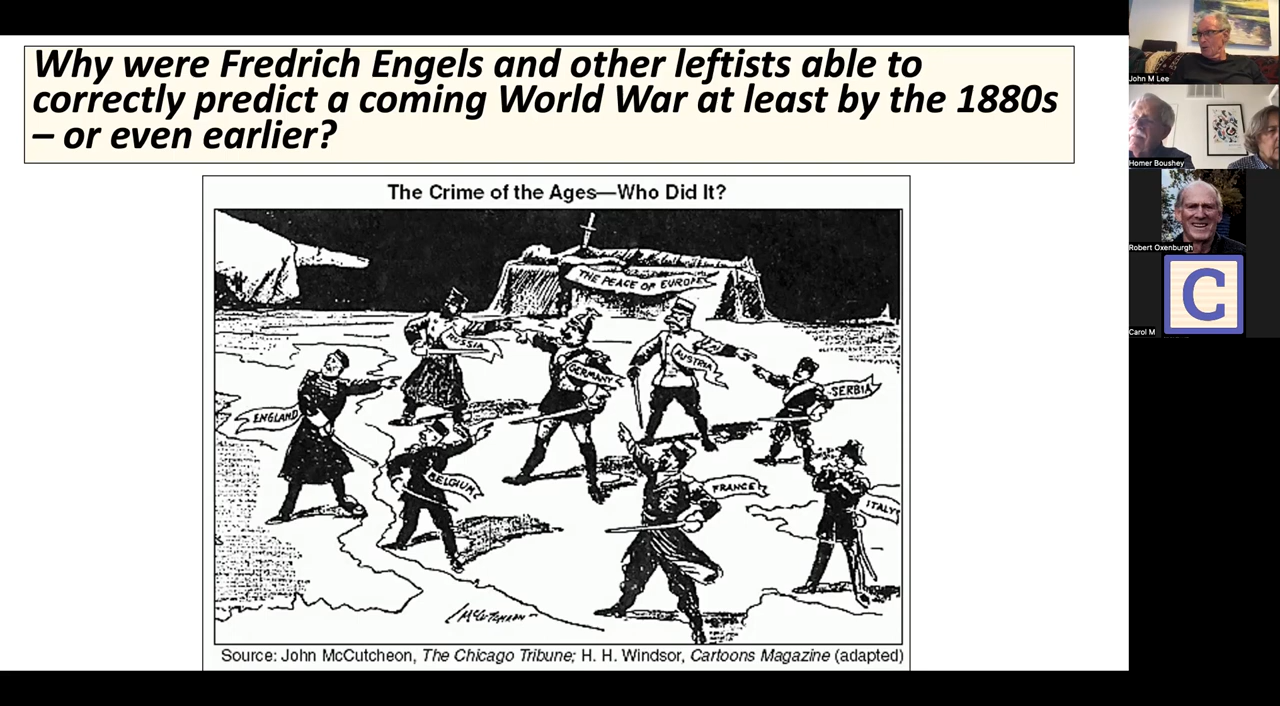 Why were Fredrich Engels and other leftists able to
correctly predict a coming World War at least by the 1880s
– or even earlier?
The Crime of the Ages—Who Did It?
THE PEACE OF EUROPE
SSIA
GERMANY
AUSTRIA
SERBIA
ENGLAND
BELGIUM
FRANCE
ITALY
McCUTCHEON
Source: John McCutcheon, The Chicago Tribune; H. H. Windsor, Cartoons Magazine (adapted)
John M Lee
Homer Boushey
Robert Oxenburgh
C
Carol M